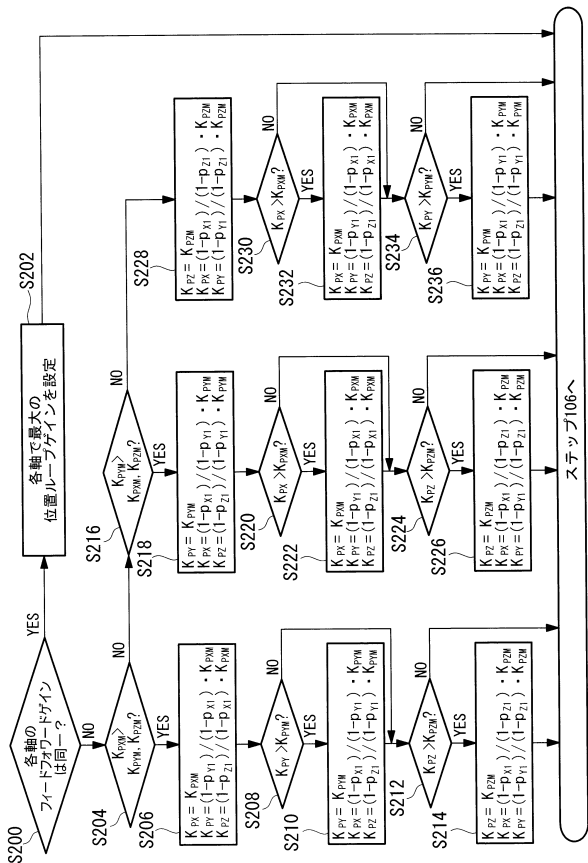 S200
各軸の
フィードフォワードゲイン
は同一?
YES
NO
S202
各軸で最大の
位置ループゲインを設定
S204
K_PXM>
K_PYM, K_PZM?
NO
YES
S206
K_PX = K_PXM
K_PY=(1-p_Y1)/(1-p_X1)・K_PXM
K_PZ=(1-p_Z1)/(1-p_X1)・K_PXM
S208
K_PY >K_PYM?
NO
YES
S210
K_PY = K_PYM
K_PX=(1-p_X1)/(1-p_Y1)・K_PYM
K_PZ=(1-p_Z1)/(1-p_Y1)・K_PYM
S212
K_PZ >K_PZM?
NO
YES
S214
K_PZ = K_PZM
K_PX=(1-p_X1)/(1-p_Z1)・K_PZM
K_PY=(1-p_Y1)/(1-p_Z1)・K_PZM
S216
K_PYM>
K_PXM, K_PZM?
NO
YES
S218
K_PY = K_PYM
K_PX=(1-p_X1)/(1-p_Y1)・K_PYM
K_PZ=(1-p_Z1)/(1-p_Y1)・K_PYM
S220
K_PX >K_PXM?
NO
YES
S222
K_PX = K_PXM
K_PY=(1-p_Y1)/(1-p_X1)・K_PXM
K_PZ=(1-p_Z1)/(1-p_X1)・K_PXM
S224
K_PZ >K_PZM?
NO
YES
S226
K_PZ = K_PZM
K_PX=(1-p_X1)/(1-p_Z1)・K_PZM
K_PY=(1-p_Y1)/(1-p_Z1)・K_PZM
S228
K_PZ = K_PZM
K_PX=(1-p_X1)/(1-p_Z1)・K_PZM
K_PY=(1-p_Y1)/(1-p_Z1)・K_PZM
S230
K_PX >K_PXM?
NO
YES
S232
K_PX = K_PXM
K_PY=(1-p_Y1)/(1-p_X1)・K_PXM
K_PZ=(1-p_Z1)/(1-p_X1)・K_PXM
S234
K_PY >K_PYM?
NO
YES
S236
K_PY = K_PYM
K_PX=(1-p_X1)/(1-p_Y1)・K_PYM
K_PZ=(1-p_Z1)/(1-p_Y1)・K_PYM
ステップ106へ